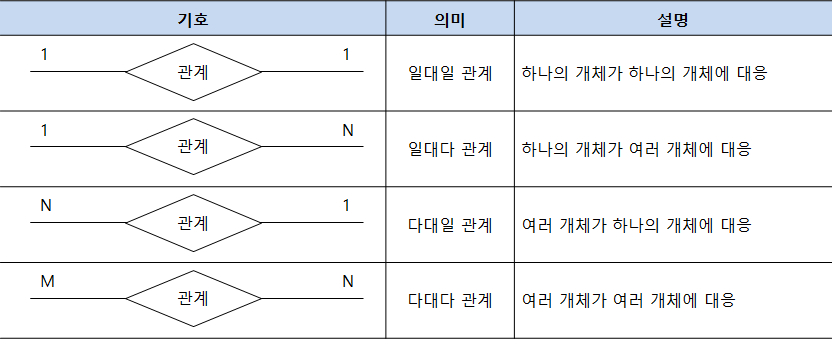 기호 의미 설명
1 관계 1 일대일 관계 하나의 개체가 하나의 개체에 대응
1 관계 N 일대다 관계 하나의 개체가 여러 개체에 대응
N 관계 1 다대일 관계 여러 개체가 하나의 개체에 대응
M 관계 N 다대다 관계 여러 개체가 여러 개체에 대응